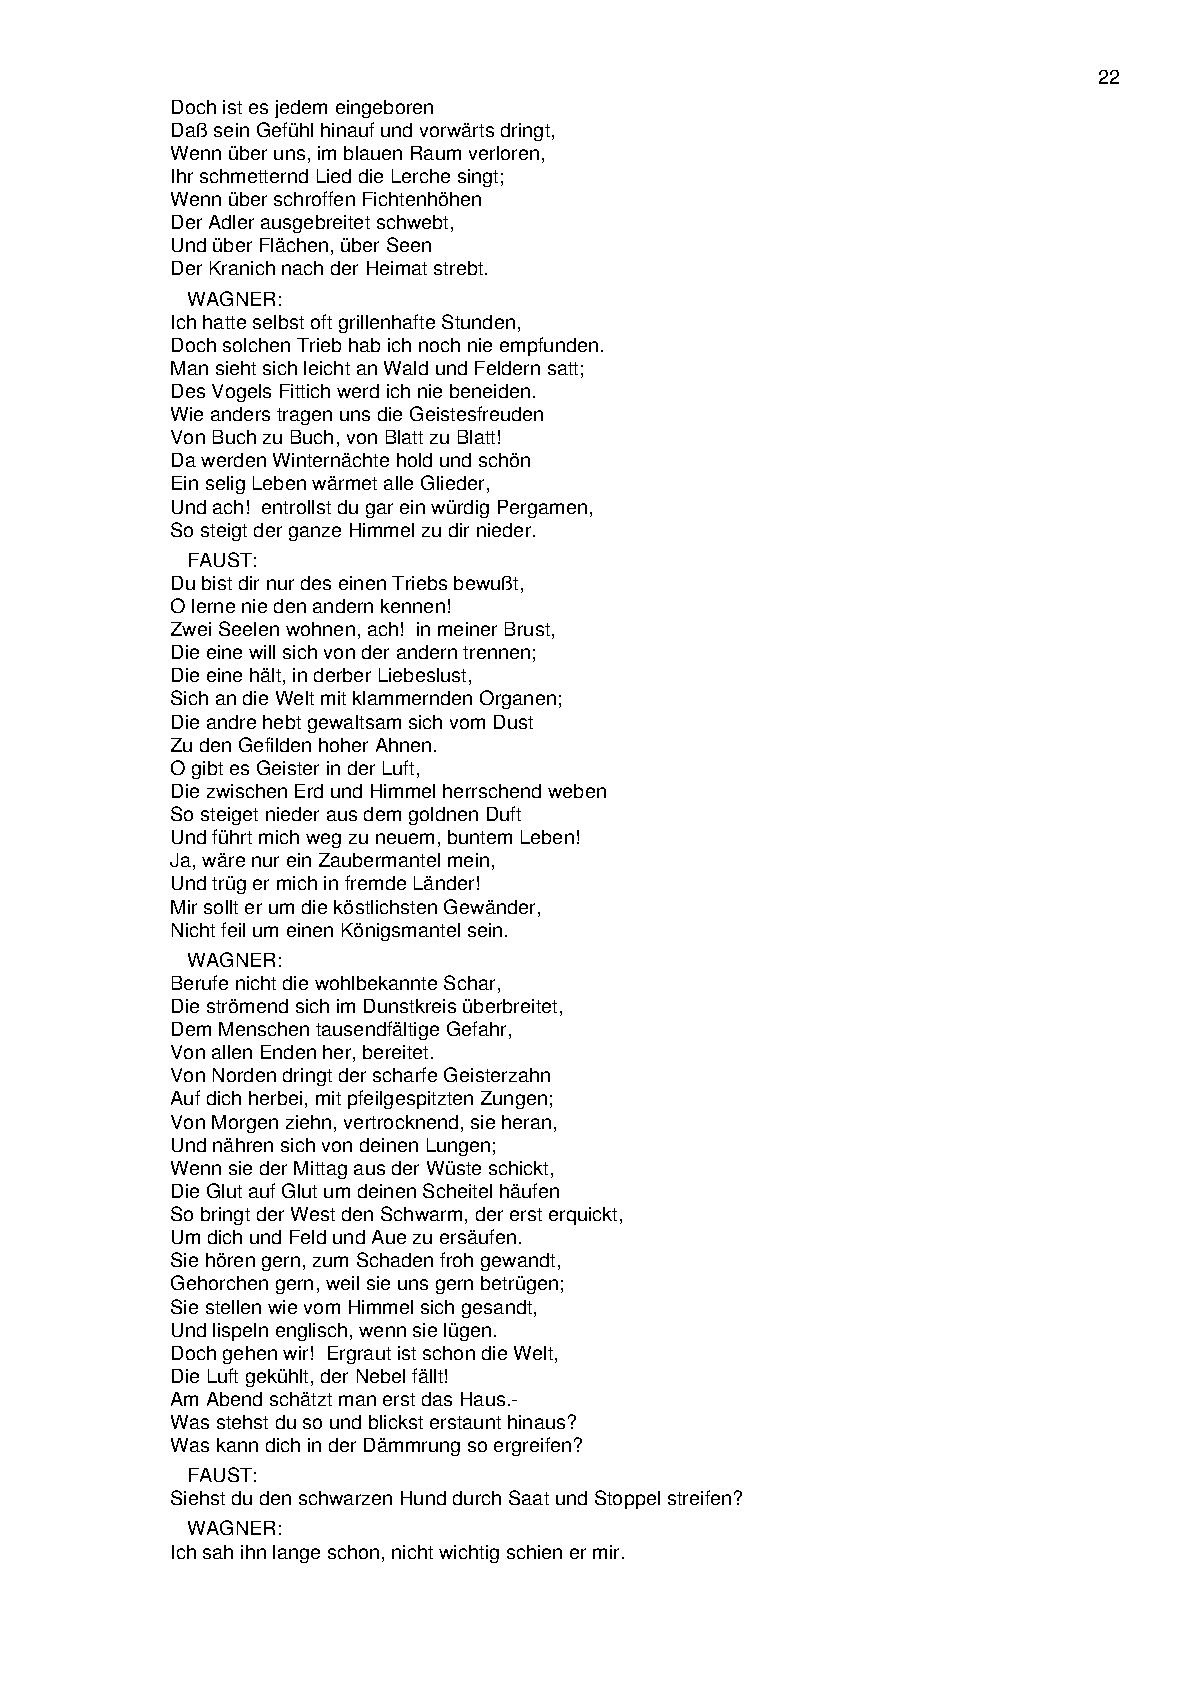 22
Doch ist es jedem eingeboren
Daß sein Gefühl hinauf und vorwärts dringt,
Wenn über uns, im blauen Raum verloren,
Ihr schmetternd Lied die Lerche singt;
Wenn über schroffen Fichtenhöhen
Der Adler ausgebreitet schwebt,
Und über Flächen, über Seen
Der Kranich nach der Heimat strebt.
WAGNER:
Ich hatte selbst oft grillenhafte Stunden,
Doch solchen Trieb hab ich noch nie empfunden.
Man sieht sich leicht an Wald und Feldern satt;
Des Vogels Fittich werd ich nie beneiden.
Wie anders tragen uns die Geistesfreuden
Von Buch zu Buch, von Blatt zu Blatt!
Da werden Winternächte hold und schön
Ein selig Leben wärmet alle Glieder,
Und ach!  entrollst du gar ein würdig Pergamen,
So steigt der ganze Himmel zu dir nieder.
FAUST:
Du bist dir nur des einen Triebs bewußt,
O lerne nie den andern kennen!
Zwei Seelen wohnen, ach!  in meiner Brust,
Die eine will sich von der andern trennen;
Die eine hält, in derber Liebeslust,
Sich an die Welt mit klammernden Organen;
Die andre hebt gewaltsam sich vom Dust
Zu den Gefilden hoher Ahnen.
O gibt es Geister in der Luft,
Die zwischen Erd und Himmel herrschend weben
So steiget nieder aus dem goldnen Duft
Und führt mich weg zu neuem, buntem Leben!
Ja, wäre nur ein Zaubermantel mein,
Und trüg er mich in fremde Länder!
Mir sollt er um die köstlichsten Gewänder,
Nicht feil um einen Königsmantel sein.
WAGNER:
Berufe nicht die wohlbekannte Schar,
Die strömend sich im Dunstkreis überbreitet,
Dem Menschen tausendfältige Gefahr,
Von allen Enden her, bereitet.
Von Norden dringt der scharfe Geisterzahn
Auf dich herbei, mit pfeilgespitzten Zungen;
Von Morgen ziehn, vertrocknend, sie heran,
Und nähren sich von deinen Lungen;
Wenn sie der Mittag aus der Wüste schickt,
Die Glut auf Glut um deinen Scheitel häufen
So bringt der West den Schwarm, der erst erquickt,
Um dich und Feld und Aue zu ersäufen.
Sie hören gern, zum Schaden froh gewandt,
Gehorchen gern, weil sie uns gern betrügen;
Sie stellen wie vom Himmel sich gesandt,
Und lispeln englisch, wenn sie lügen.
Doch gehen wir!  Ergraut ist schon die Welt,
Die Luft gekühlt, der Nebel fällt!
Am Abend schätzt man erst das Haus.-
Was stehst du so und blickst erstaunt hinaus?
Was kann dich in der Dämmrung so ergreifen?
FAUST:
Siehst du den schwarzen Hund durch Saat und Stoppel streifen?
WAGNER:
Ich sah ihn lange schon, nicht wichtig schien er mir.